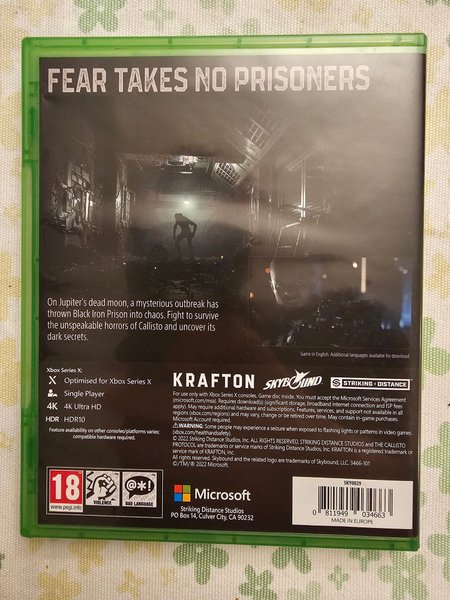 FEAR TAKES NO PRISONERS
On Jupiter's dead moon, a mysterious outbreak has
thrown Black Iron Prison into chaos. Fight to survive
the unspeakable horrors of Callisto and uncover its
dark secrets.
Game in English. Additional languages available for download
Xbox Series X:
X Optimised for Xbox Series X
Single Player
4K 4K Ultra HD
HDR HDR10
Feature availability on other consoles/platforms varies;
compatible hardware required.
KRAFTON SKYBOUND S STRIKING DISTANCE
For use only with Xbox Series X consoles. Game disc inside. You must accept the Microsoft Services Agreement
(microsoft.com/msa). Requires download(s) (significant storage, broadband internet connection and ISP fees
apply). May require additional hardware and subscriptions. Features, services, and support not available in all
regions (xbox.com/regions) and may vary, change or be retired over time. May contain in-game purchases.
WARNING: Some people may experience a seizure when exposed to flashing lights or patterns in video games.
(xbox.com/healthandsafety).
© 2022 Striking Distance Studios, Inc. ALL RIGHTS RESERVED. STRIKING DISTANCE STUDIOS and THE CALLISTO
PROTOCOL are trademark or service marks of Striking Distance Studios, Inc. KRAFTON is a registered trademark or
service mark of KRAFTON, Inc.
Skybound and the related logo are trademarks of Skybound, LLC. 3466-101
©/TM/® 2022 Microsoft.
18
www.pegi.info
VIOLENCE
@*!
BAD LANGUAGE
Microsoft
Striking Distance Studios
PO Box 14, Culver City, CA 90232
SKY0029
0 811949 034663
MADE IN EUROPE